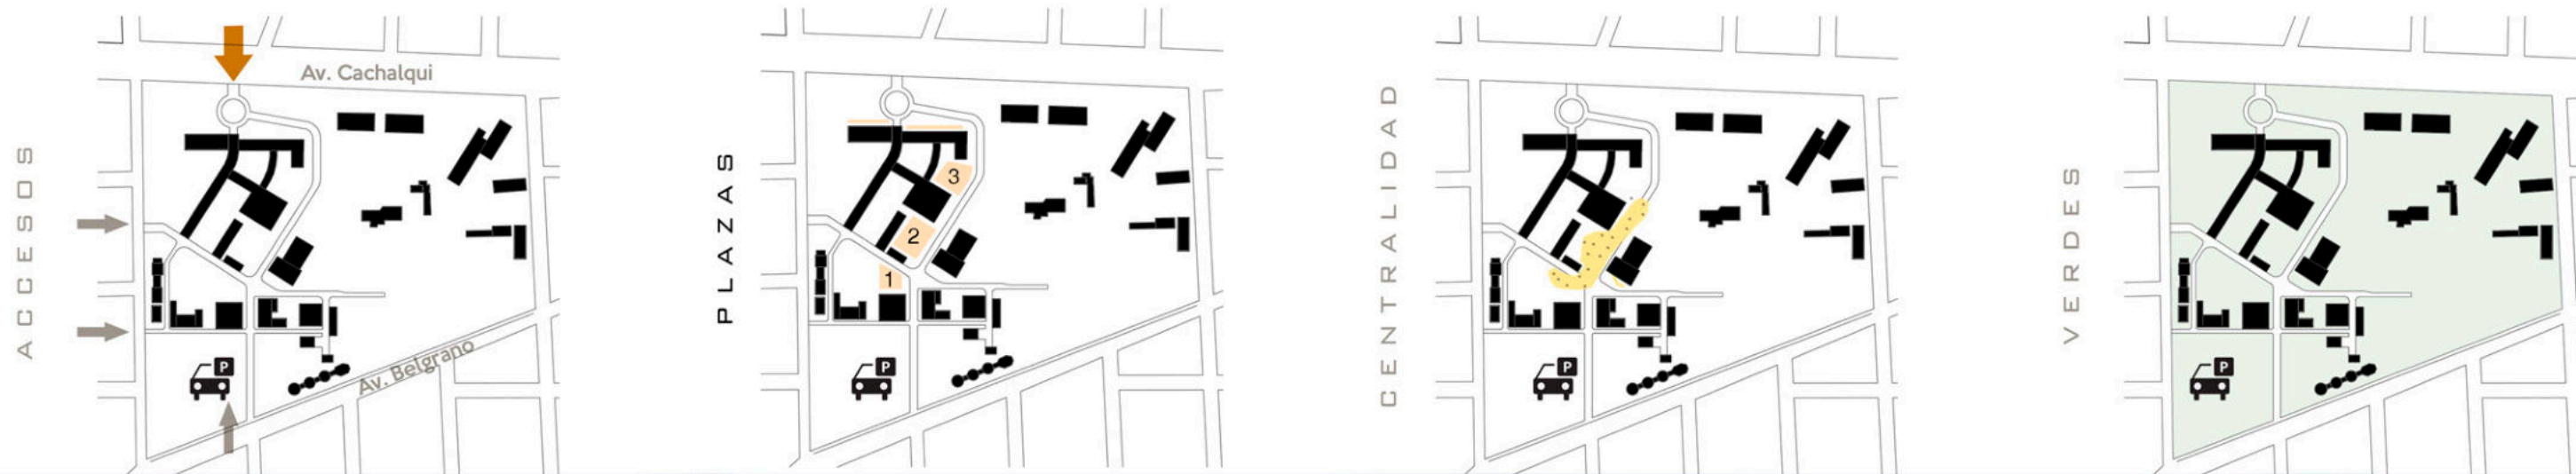 ACCESOS
Av. Cachalqui
P
Av. Belgrano
PLAZAS
3
2
1
P
CENTRALIDAD
P
VERDES
P